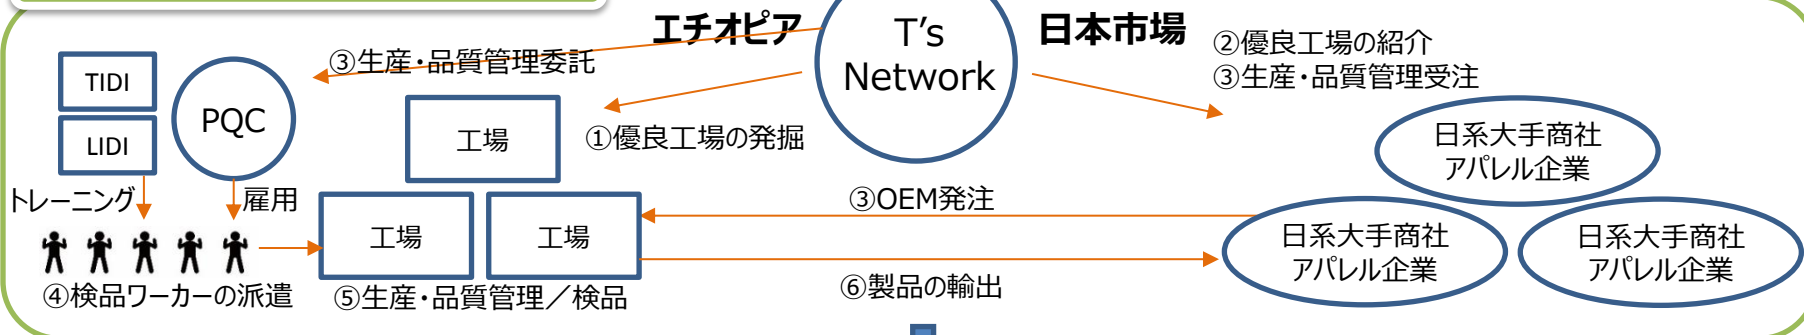 エチオピア
T's
Network
日本市場
②優良工場の紹介
③生産・品質管理受注
③生産・品質管理委託
TIDI
LIDI
PQC
工場
①優良工場の発掘
日系大手商社
アパレル企業
トレーニング
雇用
③OEM発注
工場
工場
日系大手商社
アパレル企業
日系大手商社
アパレル企業
④検品ワーカーの派遣
⑤生産・品質管理／検品
⑥製品の輸出